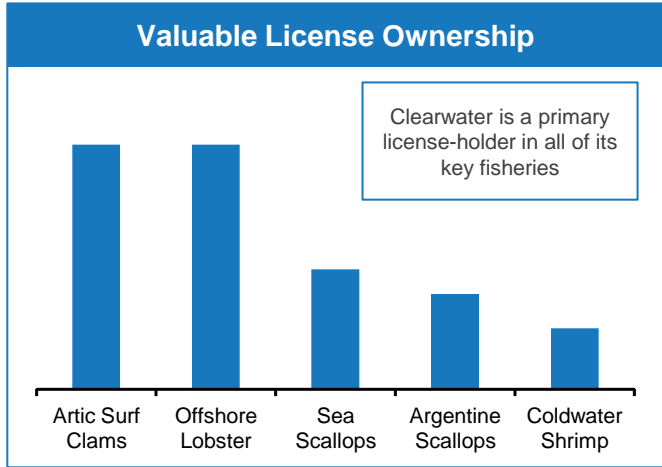 Valuable License Ownership
Clearwater is a primary
license-holder in all of its
key fisheries
Artic Surf
Clams
Offshore
Lobster
Sea
Scallops
Argentine
Scallops
Coldwater
Shrimp